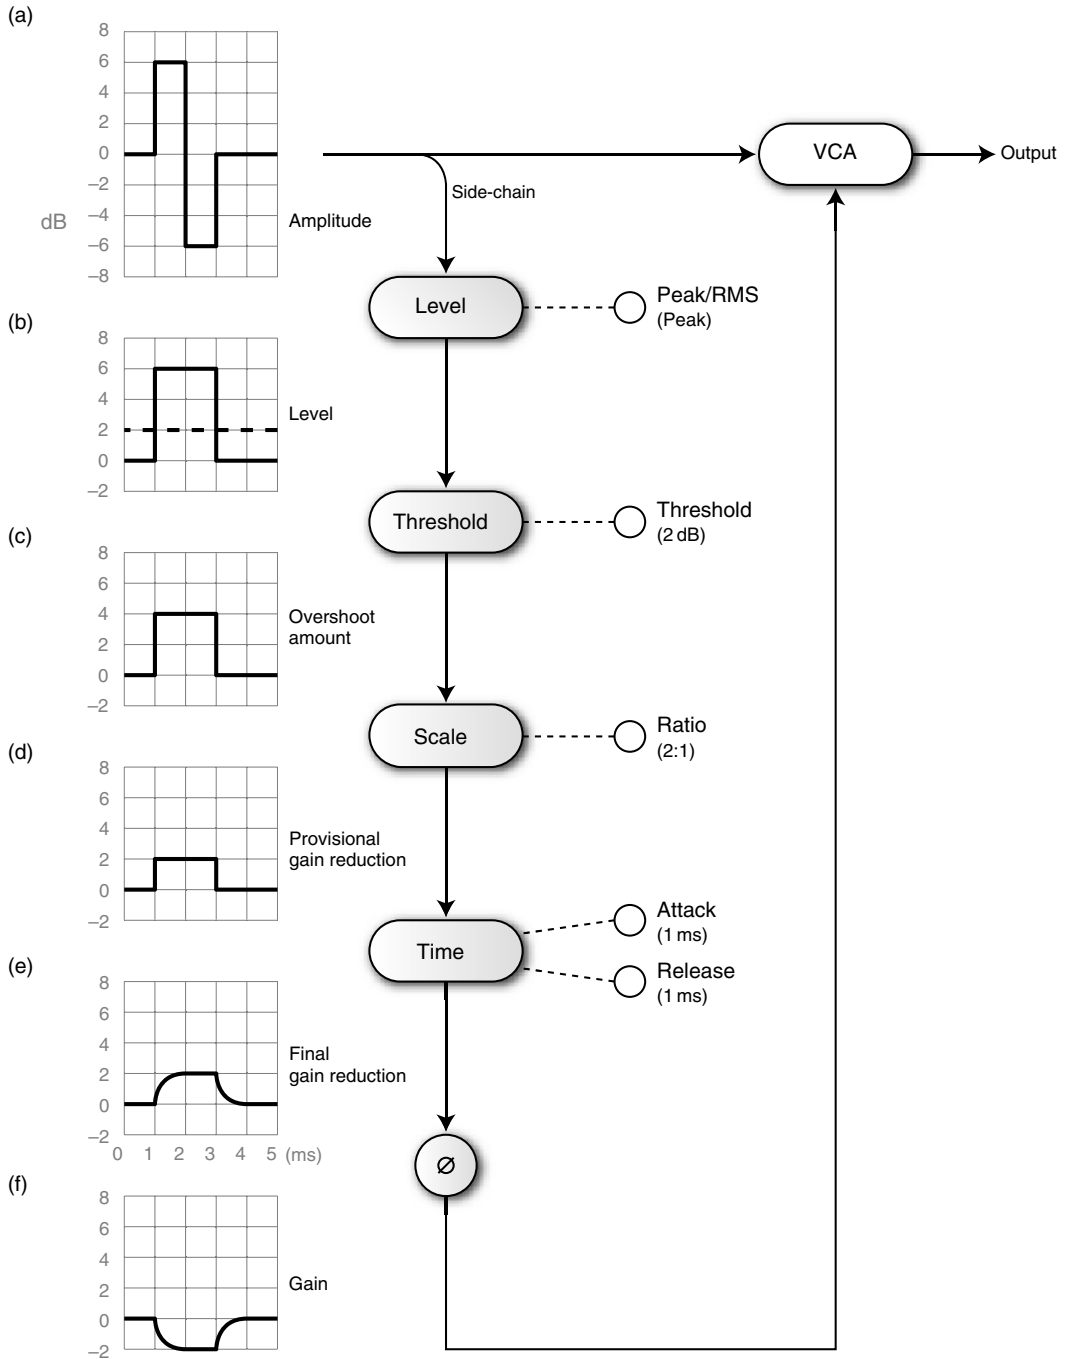 (a)
8
6
4
2
0
–2
–4
–6
–8
dB
Amplitude
Side-chain
VCA
Output
Level
Peak/RMS
(Peak)
(b)
8
6
4
2
0
–2
Level
Threshold
Threshold
(2 dB)
(c)
8
6
4
2
0
–2
Overshoot
amount
Scale
Ratio
(2:1)
(d)
8
6
4
2
0
–2
Provisional
gain reduction
Time
Attack
(1 ms)
Release
(1 ms)
(e)
8
6
4
2
0
–2
Final
gain reduction
0 1 2 3 4 5 (ms)
Ø
(f)
8
6
4
2
0
–2
Gain